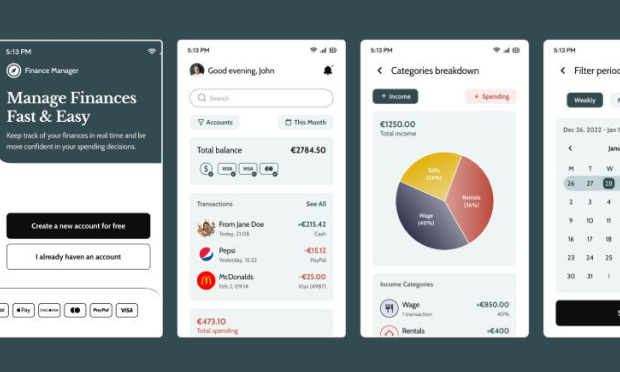 5:13 PM
Finance Manager
Manage Finances
Fast & Easy
Keep track of your finances in real time and be
more confident in your spending decisions.
Create a new account for free
I already haven an account
Pay
DISCOVER
PayPal
VISA
5:13 PM
Good evening, John
Search
Accounts
This Month
Total balance
€2784.50
VISA
VISA
Transactions
See All
From Jane Doe
+€215.42
Today, 21:08
Cash
Pepsi
-€15.12
Yesterday, 13:22
PayPal
McDonalds
-€25.00
Feb 2, 09:14
Visa (4987)
€473.10
Total spending
5:13 PM
Categories breakdown
Income
Spending
€1250.00
Total income
Gifts
(24%)
Rentals
(36%)
Wage
(40%)
Income Categories
Wage
+€850.00
1 transaction
40%
Rentals
+€400
5:13 PM
Filter period
Weekly
Dec 26, 2022 - Jan 1
Janu
M T W
26 27 28
2 3 4
9 10 11
16 17 18
23 24 25
30 31 1